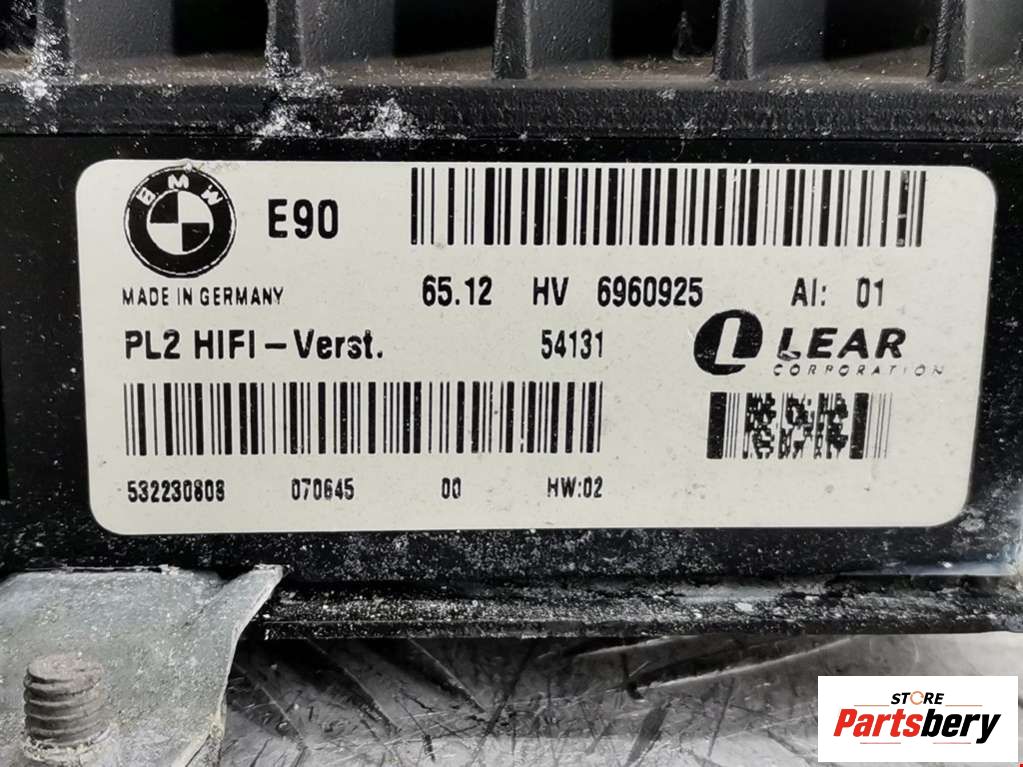 BMW E90
MADE IN GERMANY
65.12 HV 6960925 AI: 01
PL2 HIFI – Verst. 54131
LEAR
CORPORATION
532230808 070645 00 HW:02
STORE
Partsbery